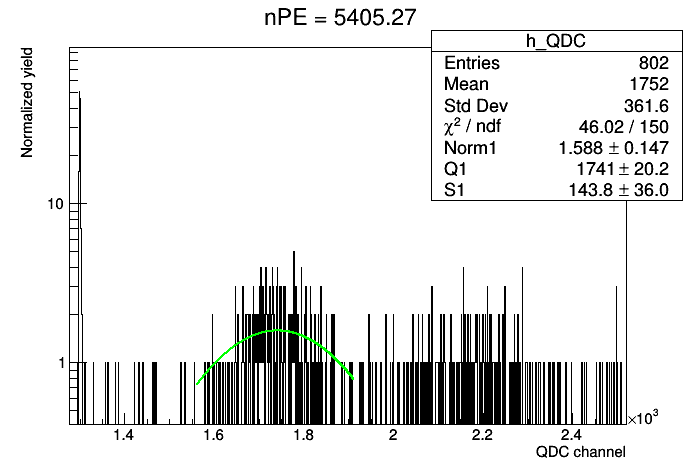 nPE = 5405.27
h_QDC
Entries 802
Mean 1752
Std Dev 361.6
χ² / ndf 46.02 / 150
Norm1 1.588 ± 0.147
Q1 1741 ± 20.2
S1 143.8 ± 36.0
Normalized yield
10
1
1.4 1.6 1.8 2 2.2 2.4
×10³
QDC channel